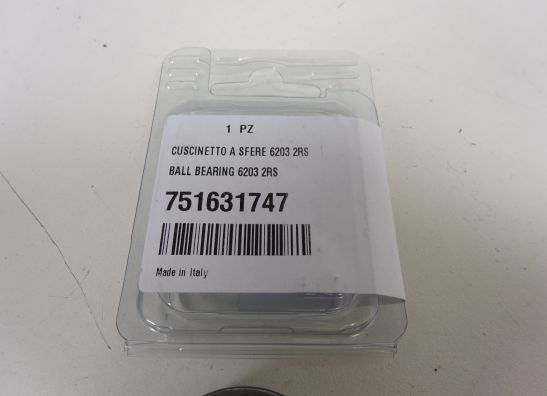 1 PZ
CUSCINETTO A SFERE 6203 2RS
BALL BEARING 6203 2RS
751631747
Made in Italy